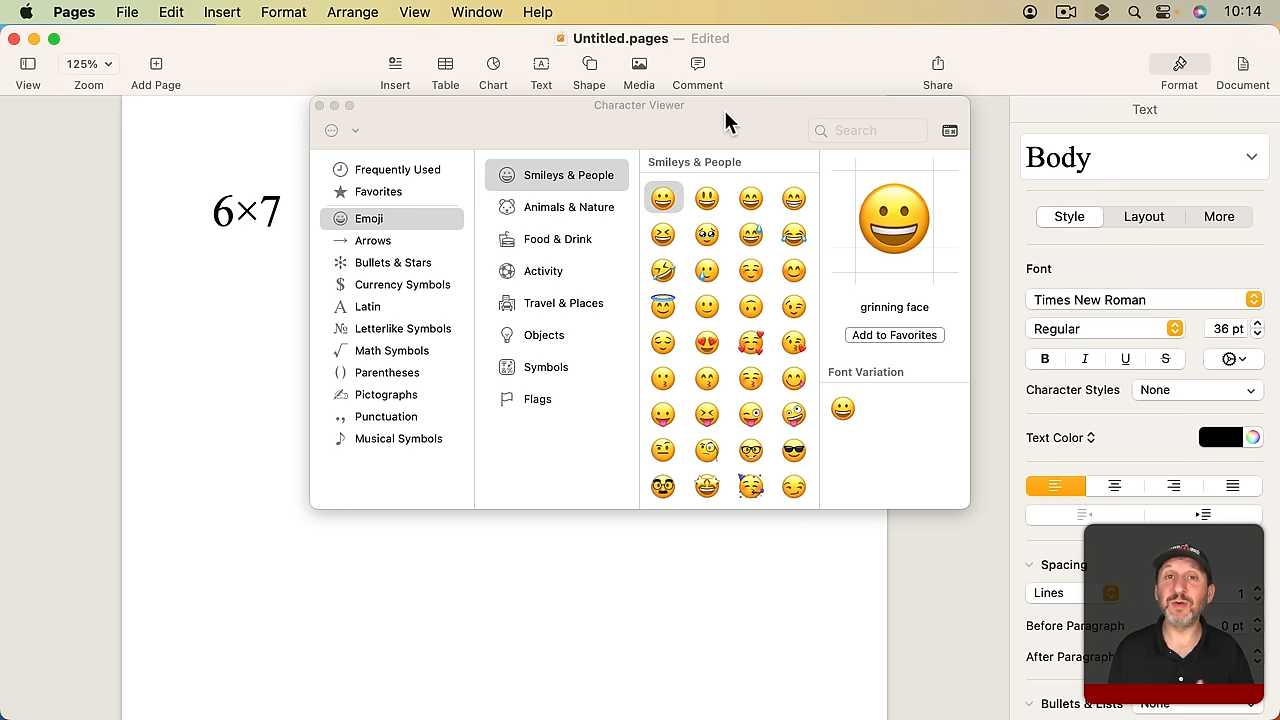 Pages File Edit Insert Format Arrange View Window Help 10:14
Untitled.pages — Edited
125%
View Zoom Add Page Insert Table Chart Text Shape Media Comment Share Format Document
Character Viewer
Search
Frequently Used
Favorites
Emoji
Arrows
Bullets & Stars
Currency Symbols
Latin
Letterlike Symbols
Math Symbols
Parentheses
Pictographs
Punctuation
Musical Symbols
Smileys & People
Animals & Nature
Food & Drink
Activity
Travel & Places
Objects
Symbols
Flags
Smileys & People
grinning face
Add to Favorites
Font Variation
6×7
Text
Body
Style Layout More
Font
Times New Roman
Regular 36 pt
B I U S
Character Styles None
Text Color
Spacing
Lines 1
Before Paragraph 0 pt
After Paragraph
Bullets & Lists None